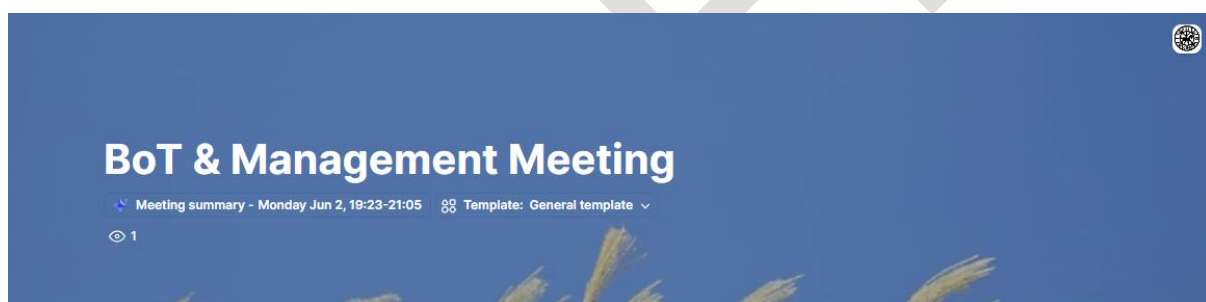 BoT & Management Meeting
Meeting summary - Monday Jun 2, 19:23-21:05 Template: General template
1